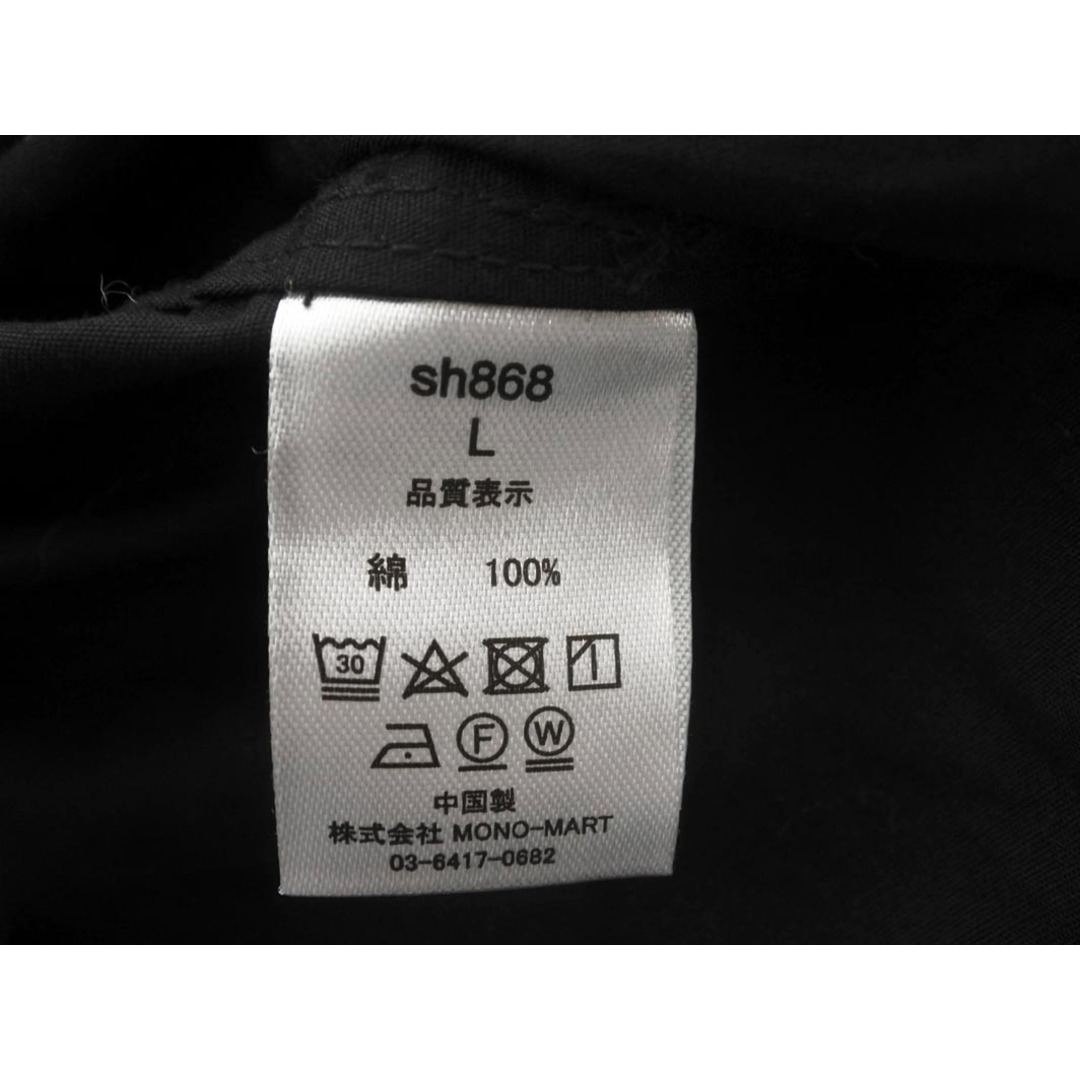 sh868
L
品質表示
綿 100%
30
F W
中国製
株式会社 MONO-MART
03-6417-0682